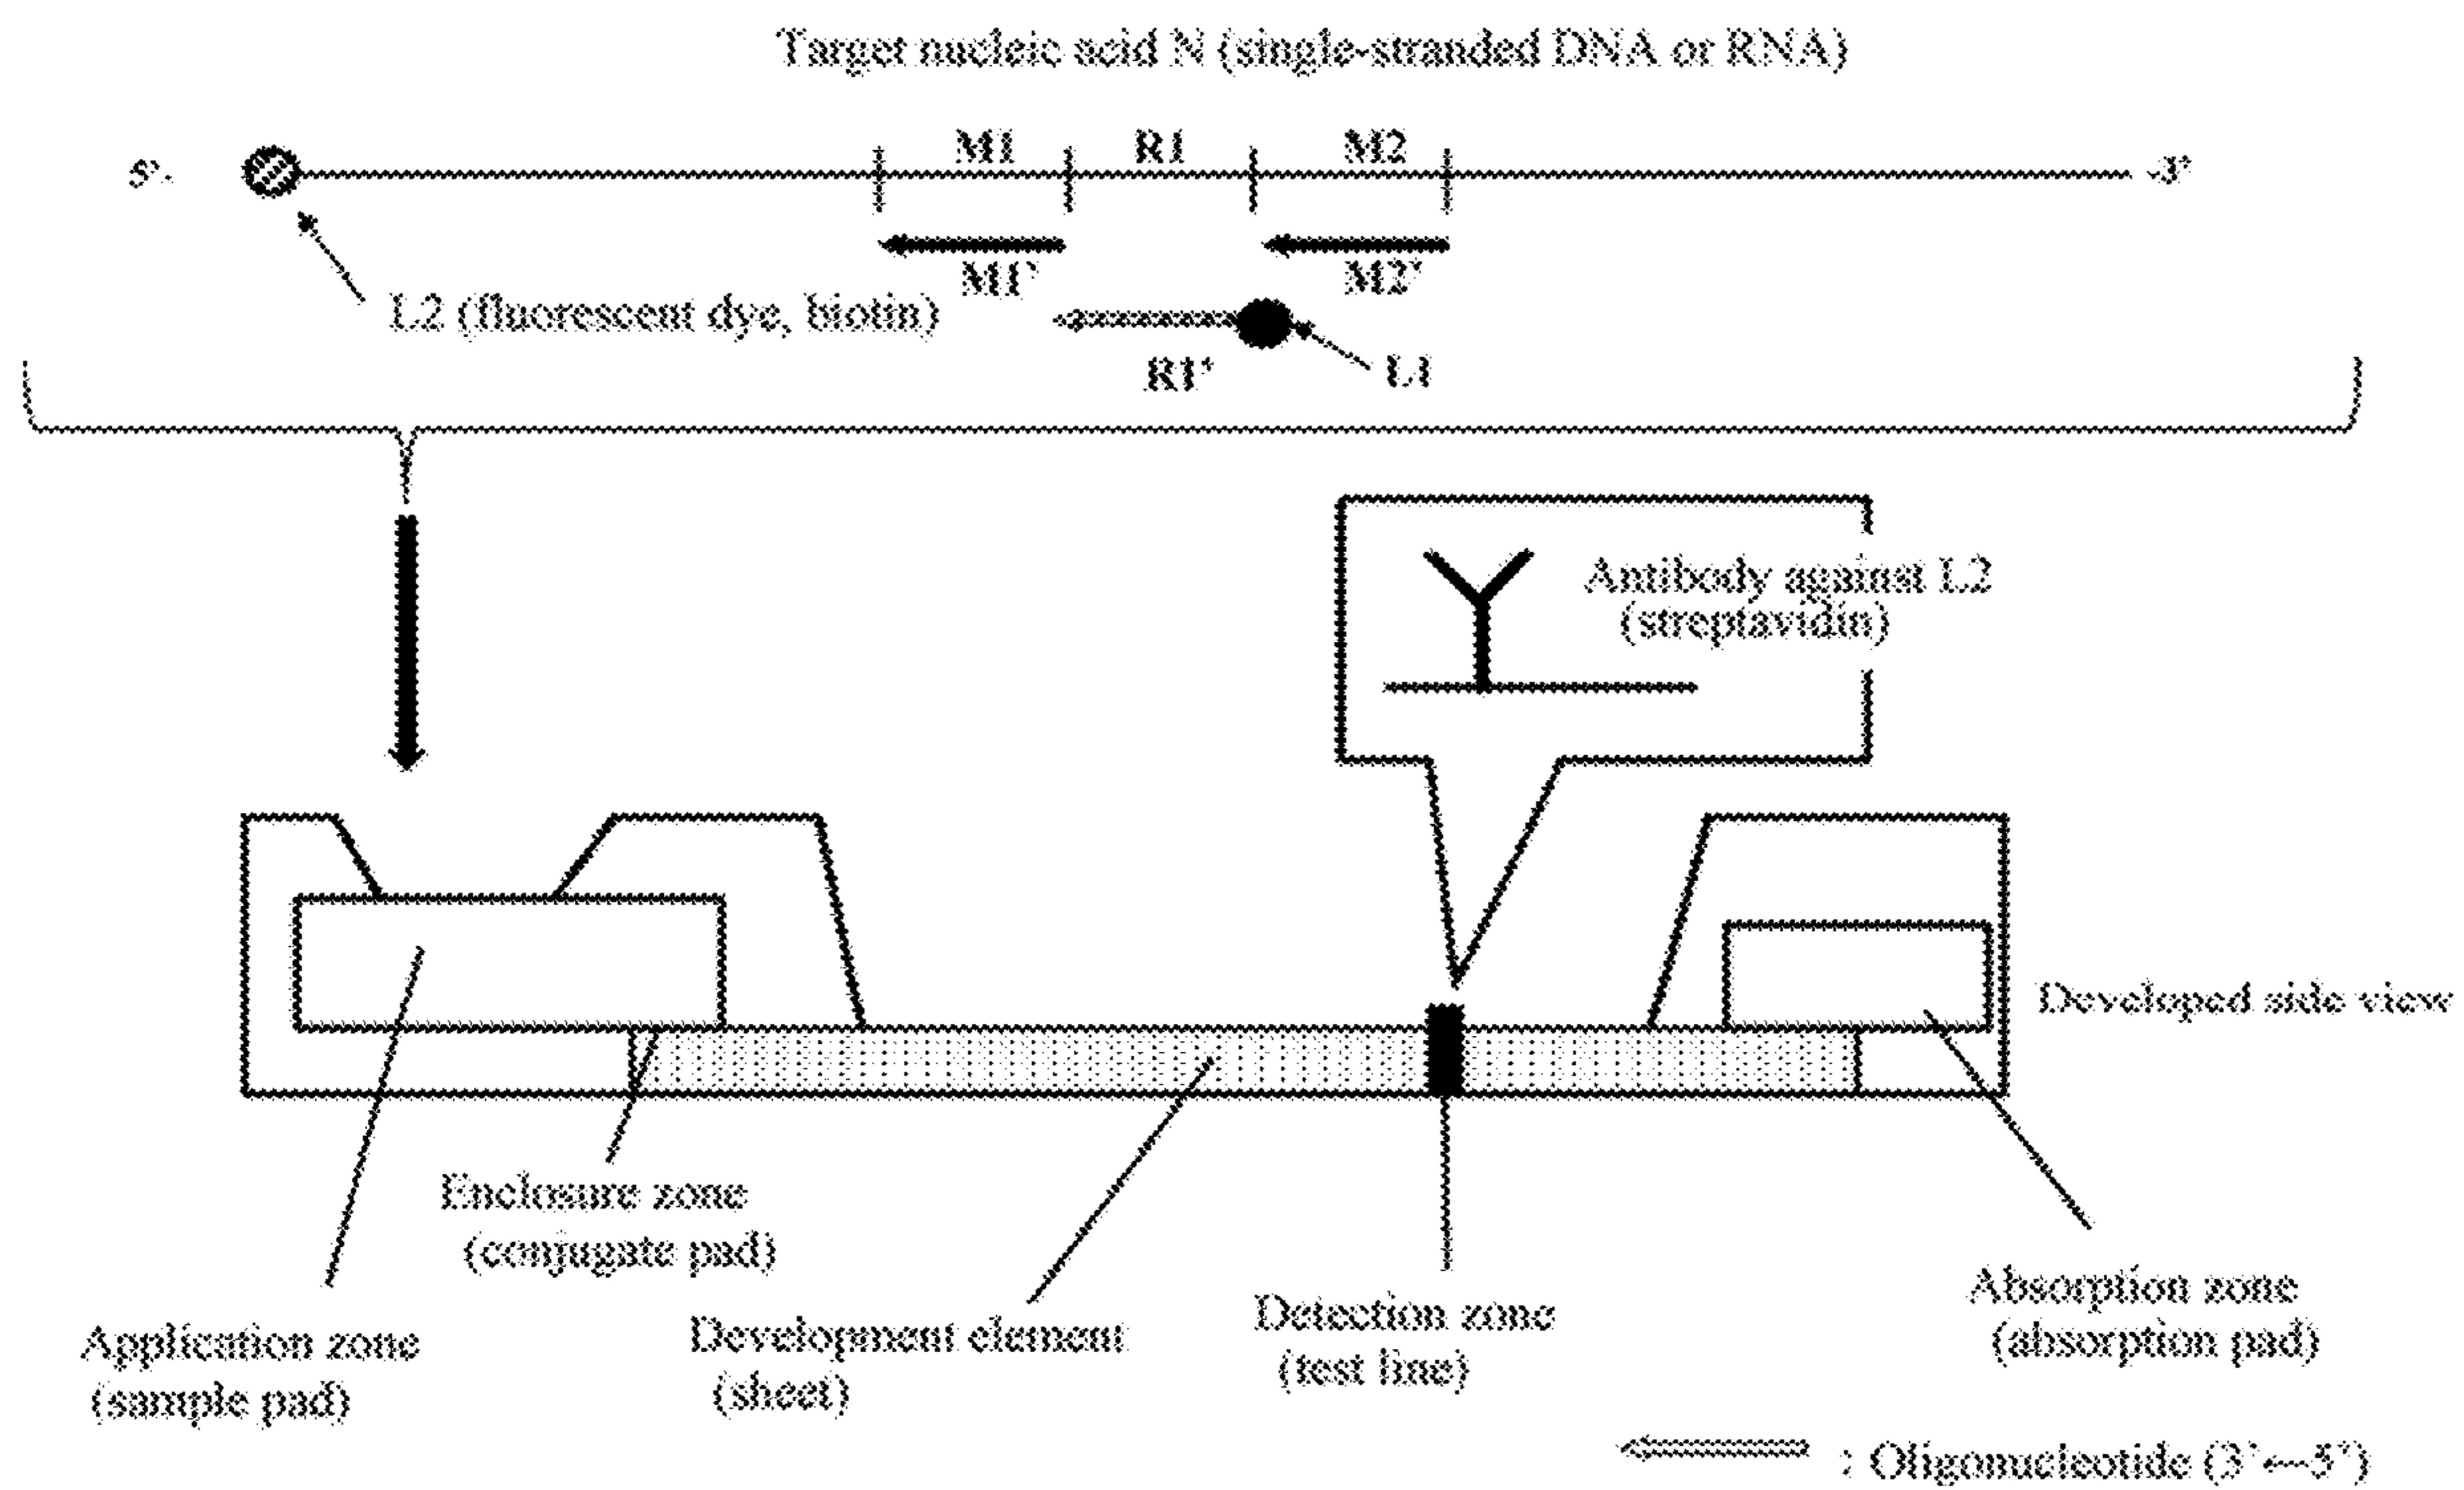 Target nucleic acid N (single-stranded DNA or RNA)
M1 R1 M2
5'- -3'
M1' M2'
L2 (fluorescent dye, biotin)
R1' L1
Antibody against L2
(streptavidin)
Developed side view
Enclosure zone
(conjugate pad)
Application zone
(sample pad)
Development element
(sheet)
Detection zone
(test line)
Absorption zone
(absorption pad)
: Oligonucleotide (3'←5')